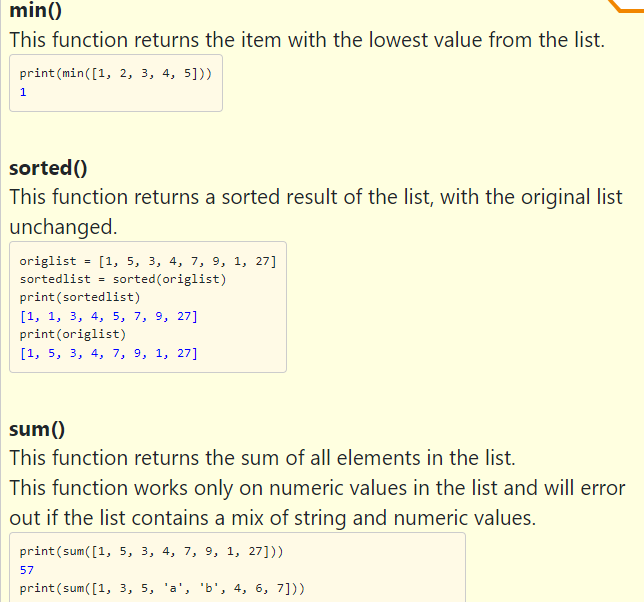 min()
This function returns the item with the lowest value from the list.
print(min([1, 2, 3, 4, 5]))
1
sorted()
This function returns a sorted result of the list, with the original list
unchanged.
origlist = [1, 5, 3, 4, 7, 9, 1, 27]
sortedlist = sorted(origlist)
print(sortedlist)
[1, 1, 3, 4, 5, 7, 9, 27]
print(origlist)
[1, 5, 3, 4, 7, 9, 1, 27]
sum()
This function returns the sum of all elements in the list.
This function works only on numeric values in the list and will error
out if the list contains a mix of string and numeric values.
print(sum([1, 5, 3, 4, 7, 9, 1, 27]))
57
print(sum([1, 3, 5, 'a', 'b', 4, 6, 7]))